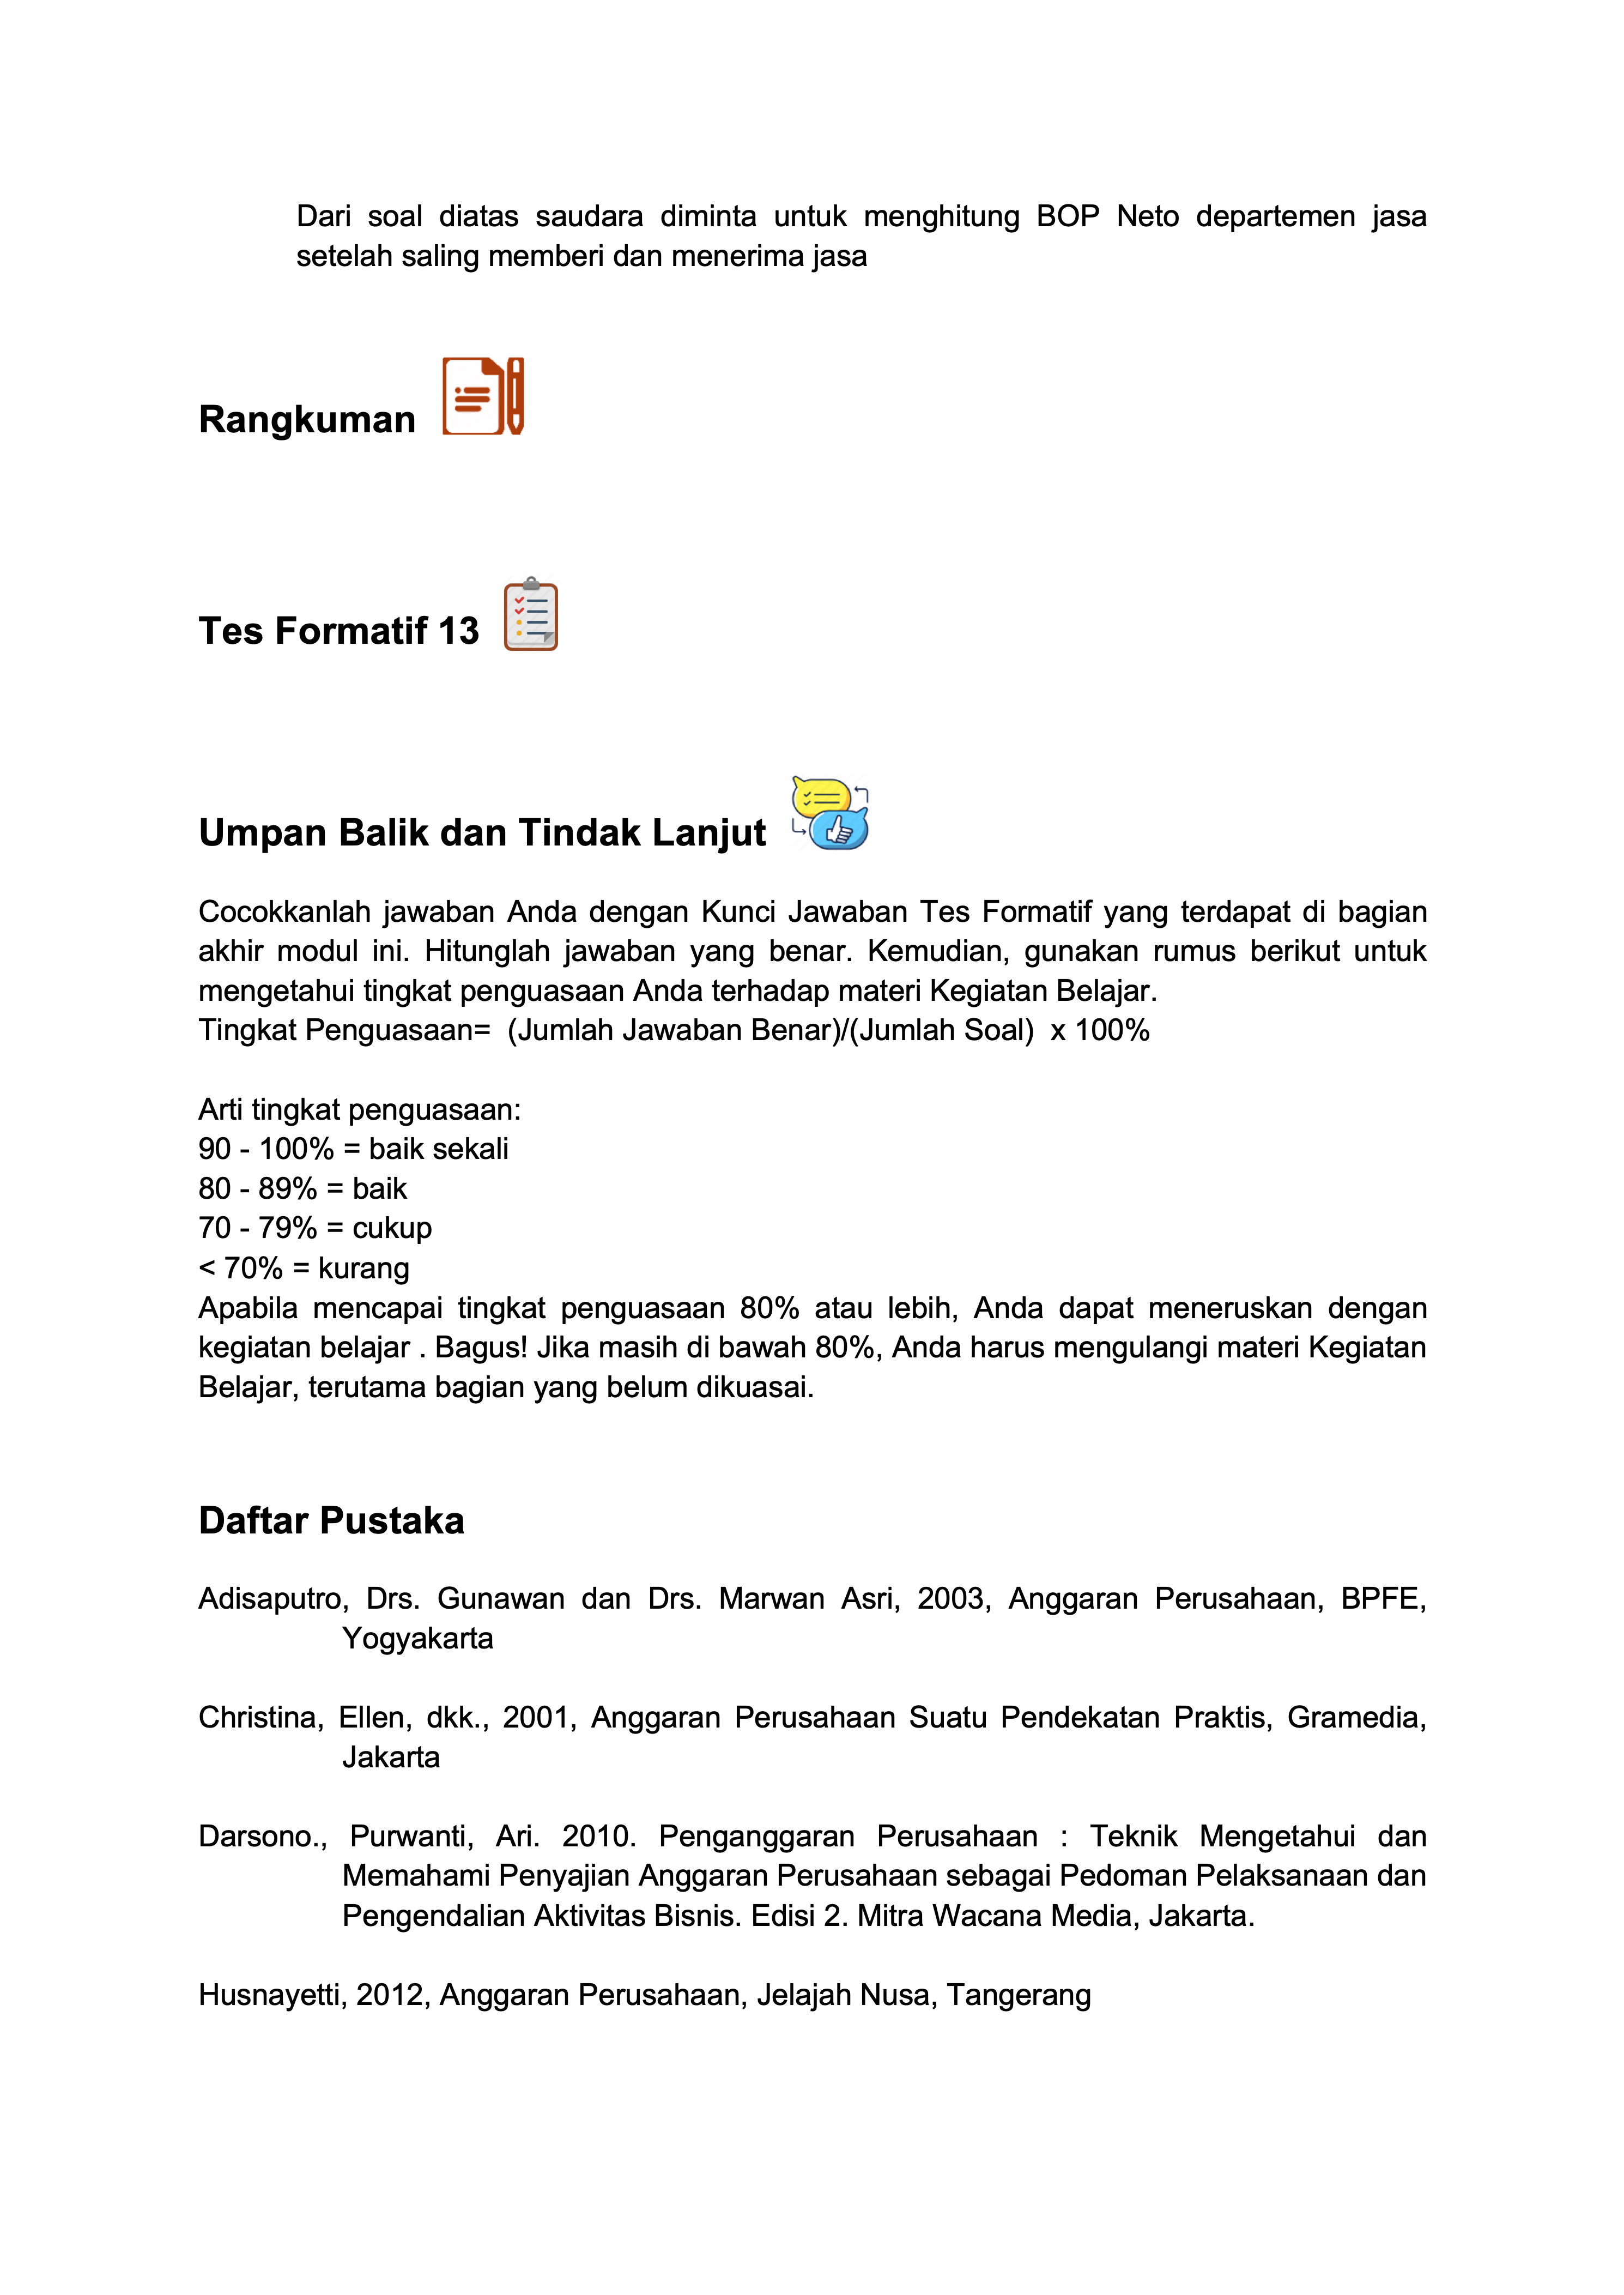 Dari soal diatas saudara diminta untuk menghitung BOP Neto departemen jasa
setelah saling memberi dan menerima jasa
Rangkuman
Tes Formatif 13
Umpan Balik dan Tindak Lanjut
Cocokkanlah jawaban Anda dengan Kunci Jawaban Tes Formatif yang terdapat di bagian
akhir modul ini. Hitunglah jawaban yang benar. Kemudian, gunakan rumus berikut untuk
mengetahui tingkat penguasaan Anda terhadap materi Kegiatan Belajar.
Tingkat Penguasaan= (Jumlah Jawaban Benar)/(Jumlah Soal) x 100%
Arti tingkat penguasaan:
90 - 100% = baik sekali
80 - 89% = baik
70 - 79% = cukup
< 70% = kurang
Apabila mencapai tingkat penguasaan 80% atau lebih, Anda dapat meneruskan dengan
kegiatan belajar . Bagus! Jika masih di bawah 80%, Anda harus mengulangi materi Kegiatan
Belajar, terutama bagian yang belum dikuasai.
Daftar Pustaka
Adisaputro, Drs. Gunawan dan Drs. Marwan Asri, 2003, Anggaran Perusahaan, BPFE,
Yogyakarta
Christina, Ellen, dkk., 2001, Anggaran Perusahaan Suatu Pendekatan Praktis, Gramedia,
Jakarta
Darsono., Purwanti, Ari. 2010. Penganggaran Perusahaan : Teknik Mengetahui dan
Memahami Penyajian Anggaran Perusahaan sebagai Pedoman Pelaksanaan dan
Pengendalian Aktivitas Bisnis. Edisi 2. Mitra Wacana Media, Jakarta.
Husnayetti, 2012, Anggaran Perusahaan, Jelajah Nusa, Tangerang